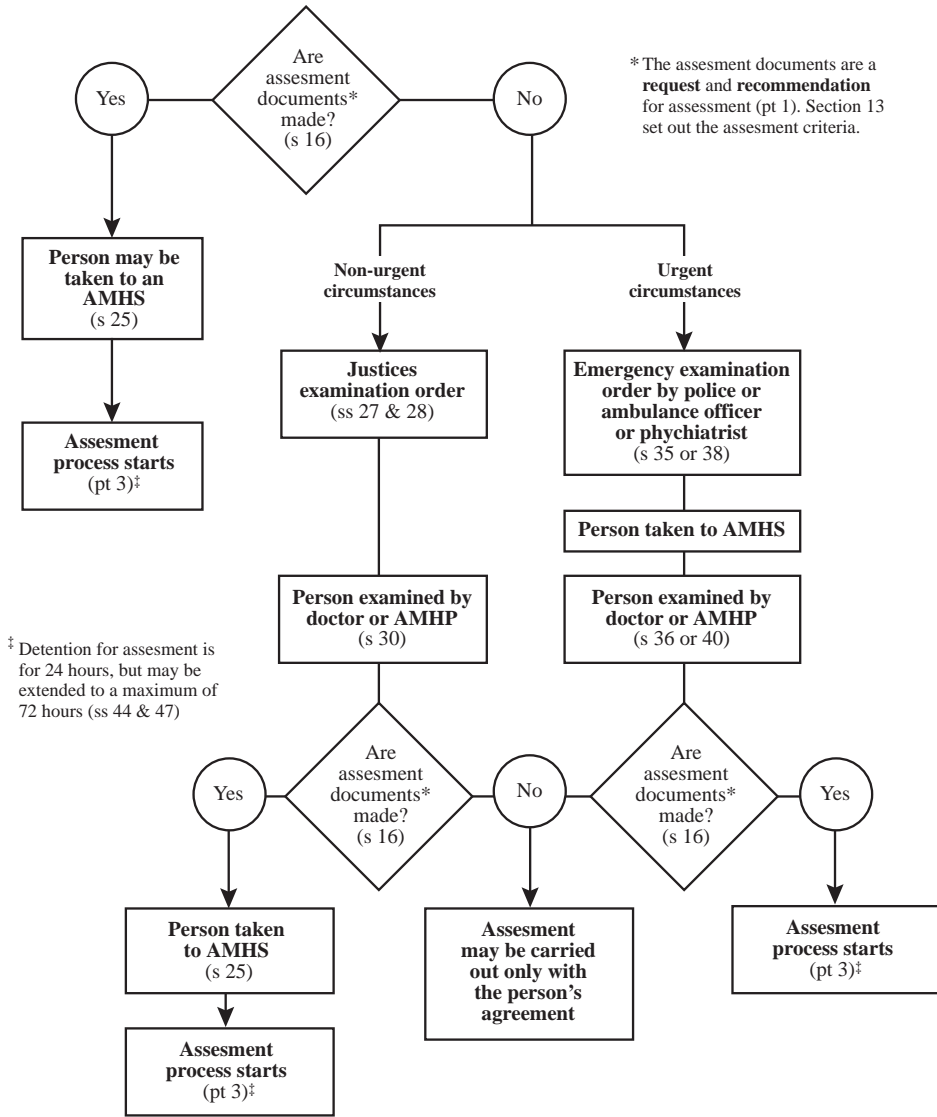 Are
assesment
documents*
made?
(s 16)
Yes
No
* The assesment documents are a
request and recommendation
for assessment (pt 1). Section 13
set out the assesment criteria.
Person may be
taken to an
AMHS
(s 25)
Non-urgent
circumstances
Urgent
circumstances
Assesment
process starts
(pt 3)‡
Justices
examination order
(ss 27 & 28)
Emergency examination
order by police or
ambulance officer
or phychiatrist
(s 35 or 38)
Person taken to AMHS
Person examined by
doctor or AMHP
(s 30)
Person examined by
doctor or AMHP
(s 36 or 40)
‡ Detention for assesment is
for 24 hours, but may be
extended to a maximum of
72 hours (ss 44 & 47)
Yes
Are
assesment
documents*
made?
(s 16)
No
Are
assesment
documents*
made?
(s 16)
Yes
Person taken
to AMHS
(s 25)
Assesment
may be carried
out only with
the person's
agreement
Assesment
process starts
(pt 3)‡
Assesment
process starts
(pt 3)‡